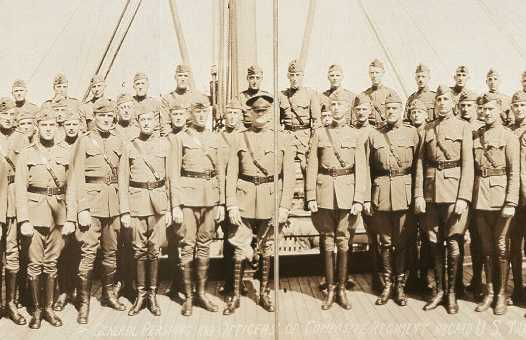 General Pershing and Officers of Composite Regiment aboard U.S.